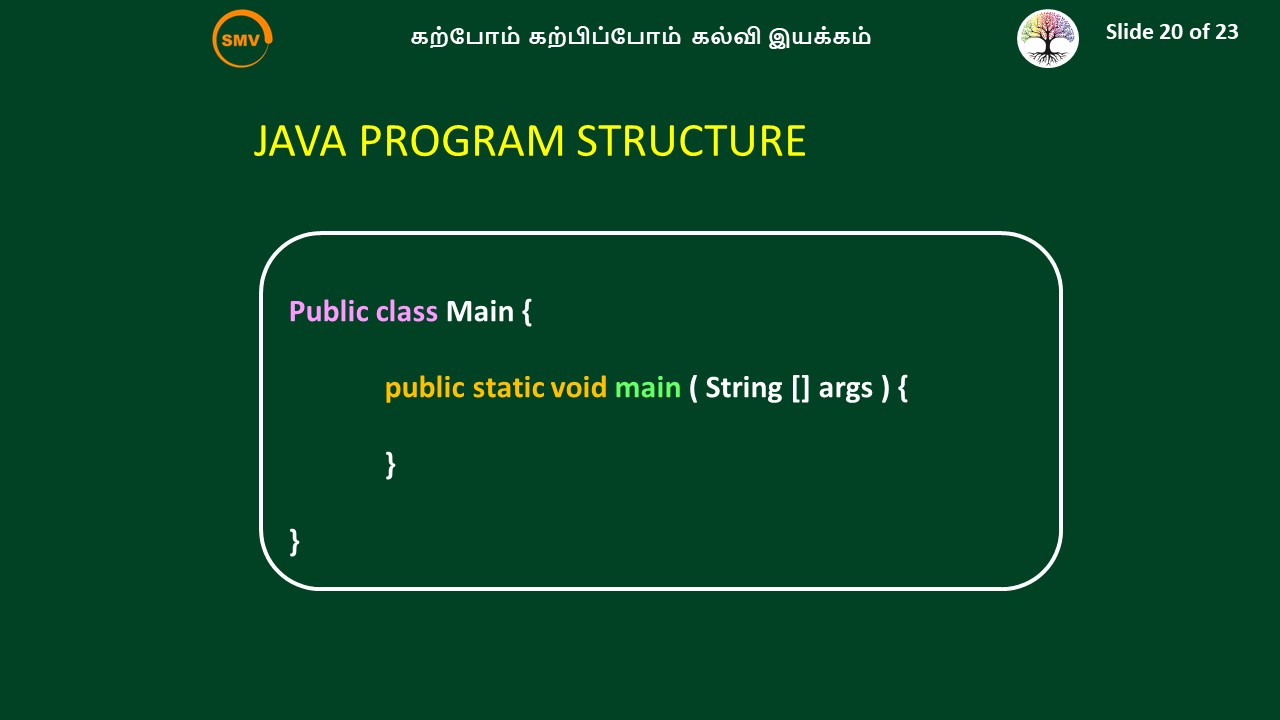 SMV
கற்போம் கற்பிப்போம் கல்வி இயக்கம்
Slide 20 of 23
JAVA PROGRAM STRUCTURE
Public class Main {
public static void main ( String [] args ) {
}
}